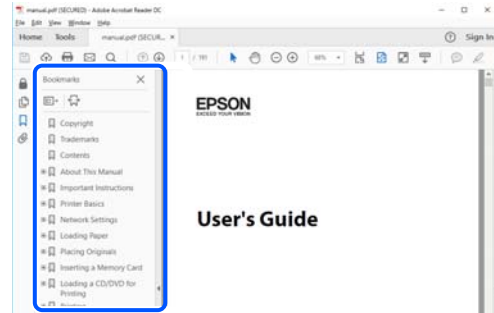 manual.pdf (SECURED) - Adobe Acrobat Reader DC
File Edit View Window Help
Home Tools manual.pdf (SECUR... ×
Sign In
1 / 191
Bookmarks
EPSON
EXCEED YOUR VISION
Copyright
Trademarks
Contents
About This Manual
Important Instructions
Printer Basics
Network Settings
User's Guide
Loading Paper
Placing Originals
Inserting a Memory Card
Loading a CD/DVD for
Printing